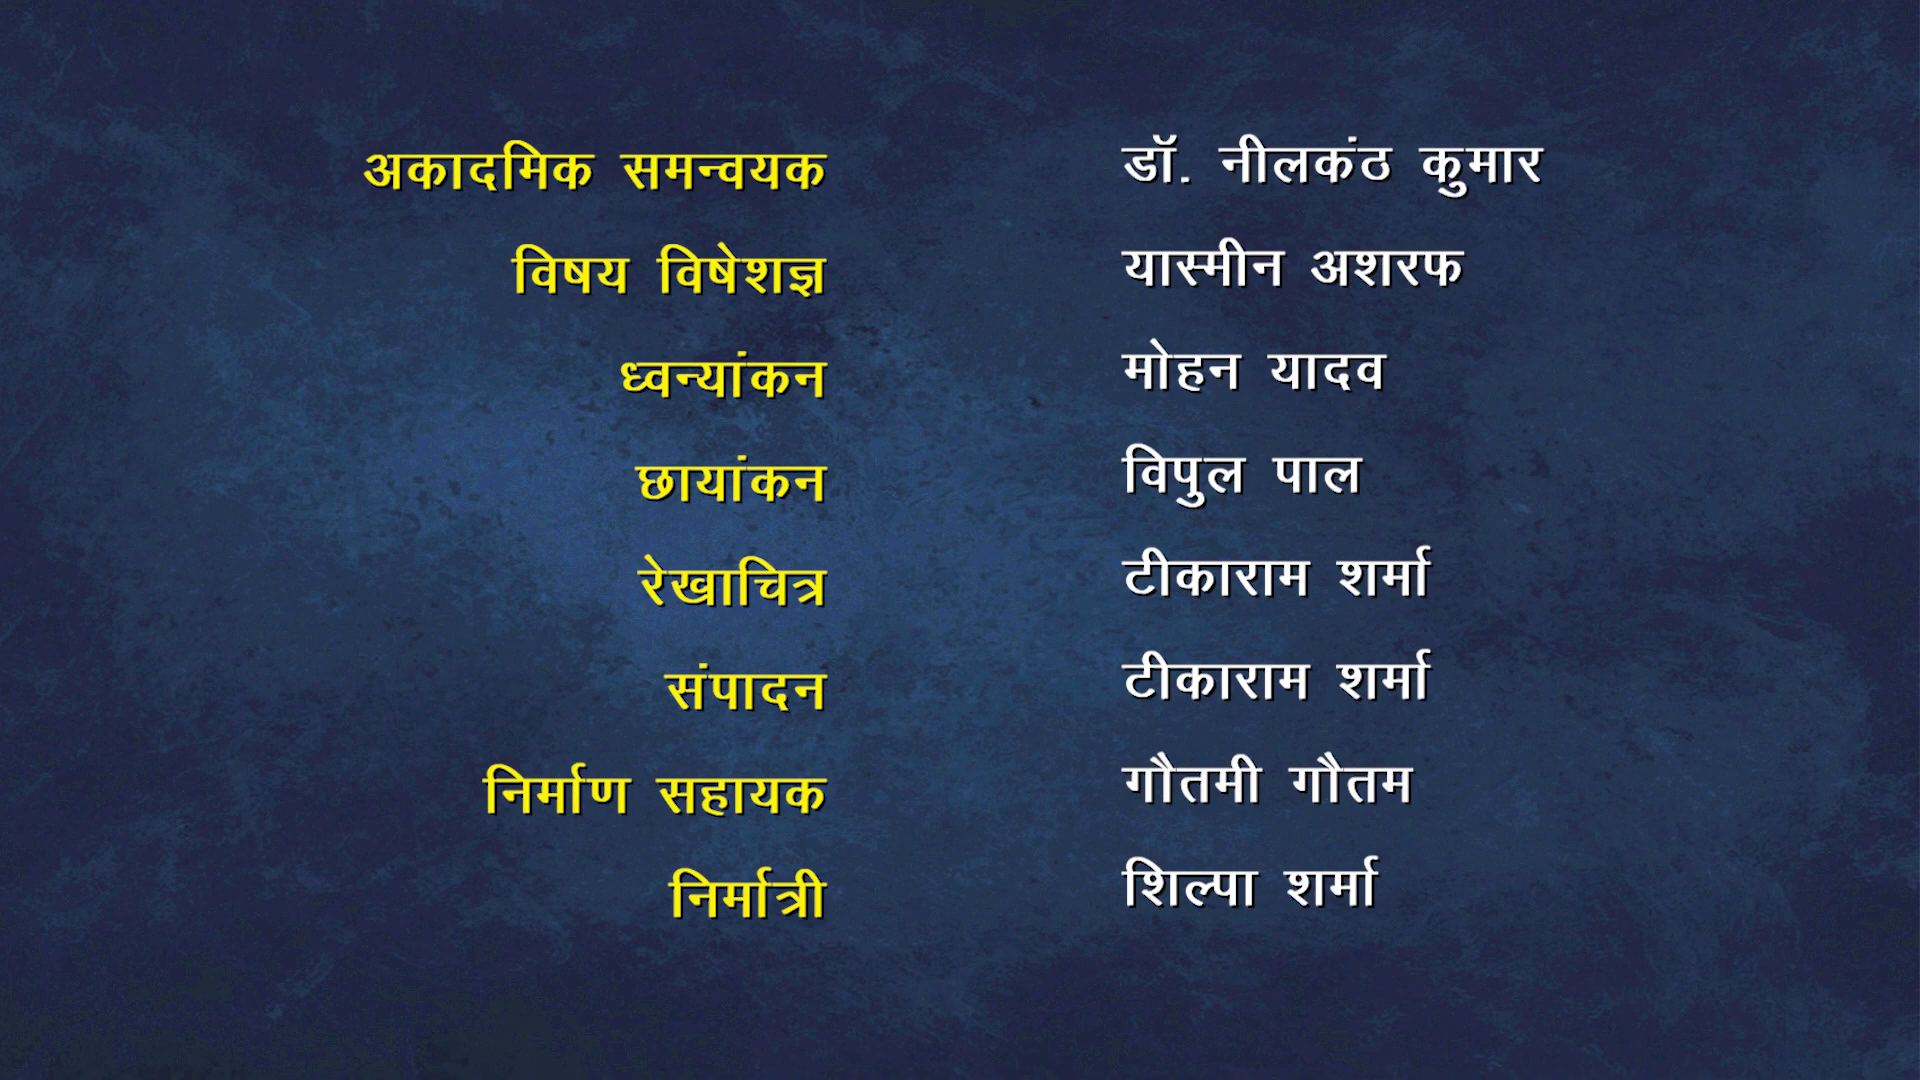 अकादमिक समन्वयक डॉ. नीलकंठ कुमार
विषय विषेशज्ञ यास्मीन अशरफ
ध्वन्यांकन मोहन यादव
छायांकन विपुल पाल
रेखाचित्र टीकाराम शर्मा
संपादन टीकाराम शर्मा
निर्माण सहायक गौतमी गौतम
निर्मात्री शिल्पा शर्मा